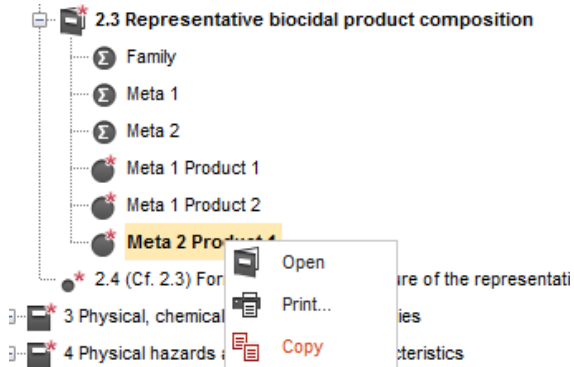 2.3 Representative biocidal product composition
Family
Meta 1
Meta 2
Meta 1 Product 1
Meta 1 Product 2
Meta 2 Product 1
Open
2.4 (Cf. 2.3) For ure of the representati
Print...
3 Physical, chemical ies
Copy
4 Physical hazards a cteristics